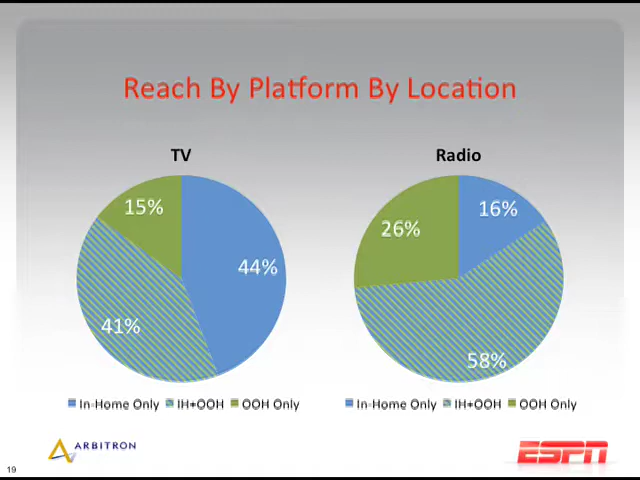 Reach By Platform By Location
TV
15%
44%
41%
In-Home Only IH+OOH OOH Only
Radio
16%
26%
58%
In-Home Only IH+OOH OOH Only
ARBITRON
ESPN
19